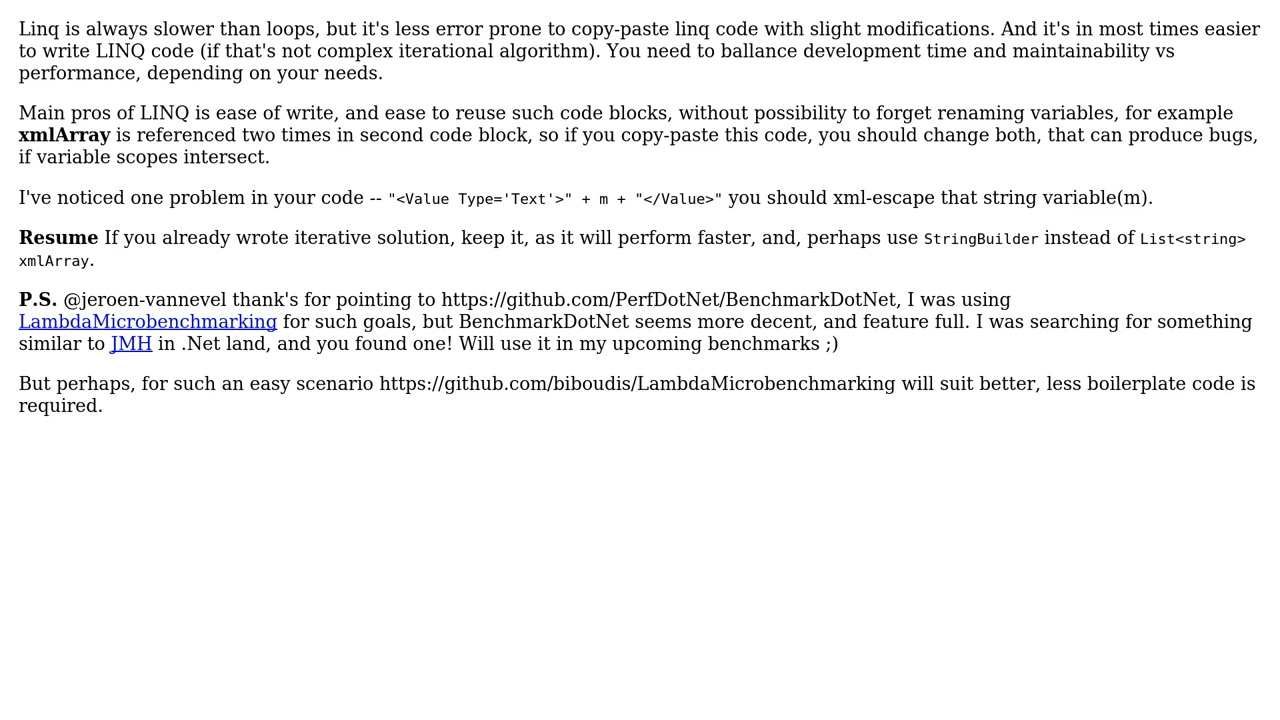 Linq is always slower than loops, but it's less error prone to copy-paste linq code with slight modifications. And it's in most times easier
to write LINQ code (if that's not complex iterational algorithm). You need to ballance development time and maintainability vs
performance, depending on your needs.
Main pros of LINQ is ease of write, and ease to reuse such code blocks, without possibility to forget renaming variables, for example
xmlArray is referenced two times in second code block, so if you copy-paste this code, you should change both, that can produce bugs,
if variable scopes intersect.
I've noticed one problem in your code -- "<Value Type='Text'>" + m + "</Value>" you should xml-escape that string variable(m).
Resume If you already wrote iterative solution, keep it, as it will perform faster, and, perhaps use StringBuilder instead of List<string>
xmlArray.
P.S. @jeroen-vannevel thank's for pointing to https://github.com/PerfDotNet/BenchmarkDotNet, I was using
LambdaMicrobenchmarking for such goals, but BenchmarkDotNet seems more decent, and feature full. I was searching for something
similar to JMH in .Net land, and you found one! Will use it in my upcoming benchmarks ;)
But perhaps, for such an easy scenario https://github.com/biboudis/LambdaMicrobenchmarking will suit better, less boilerplate code is
required.